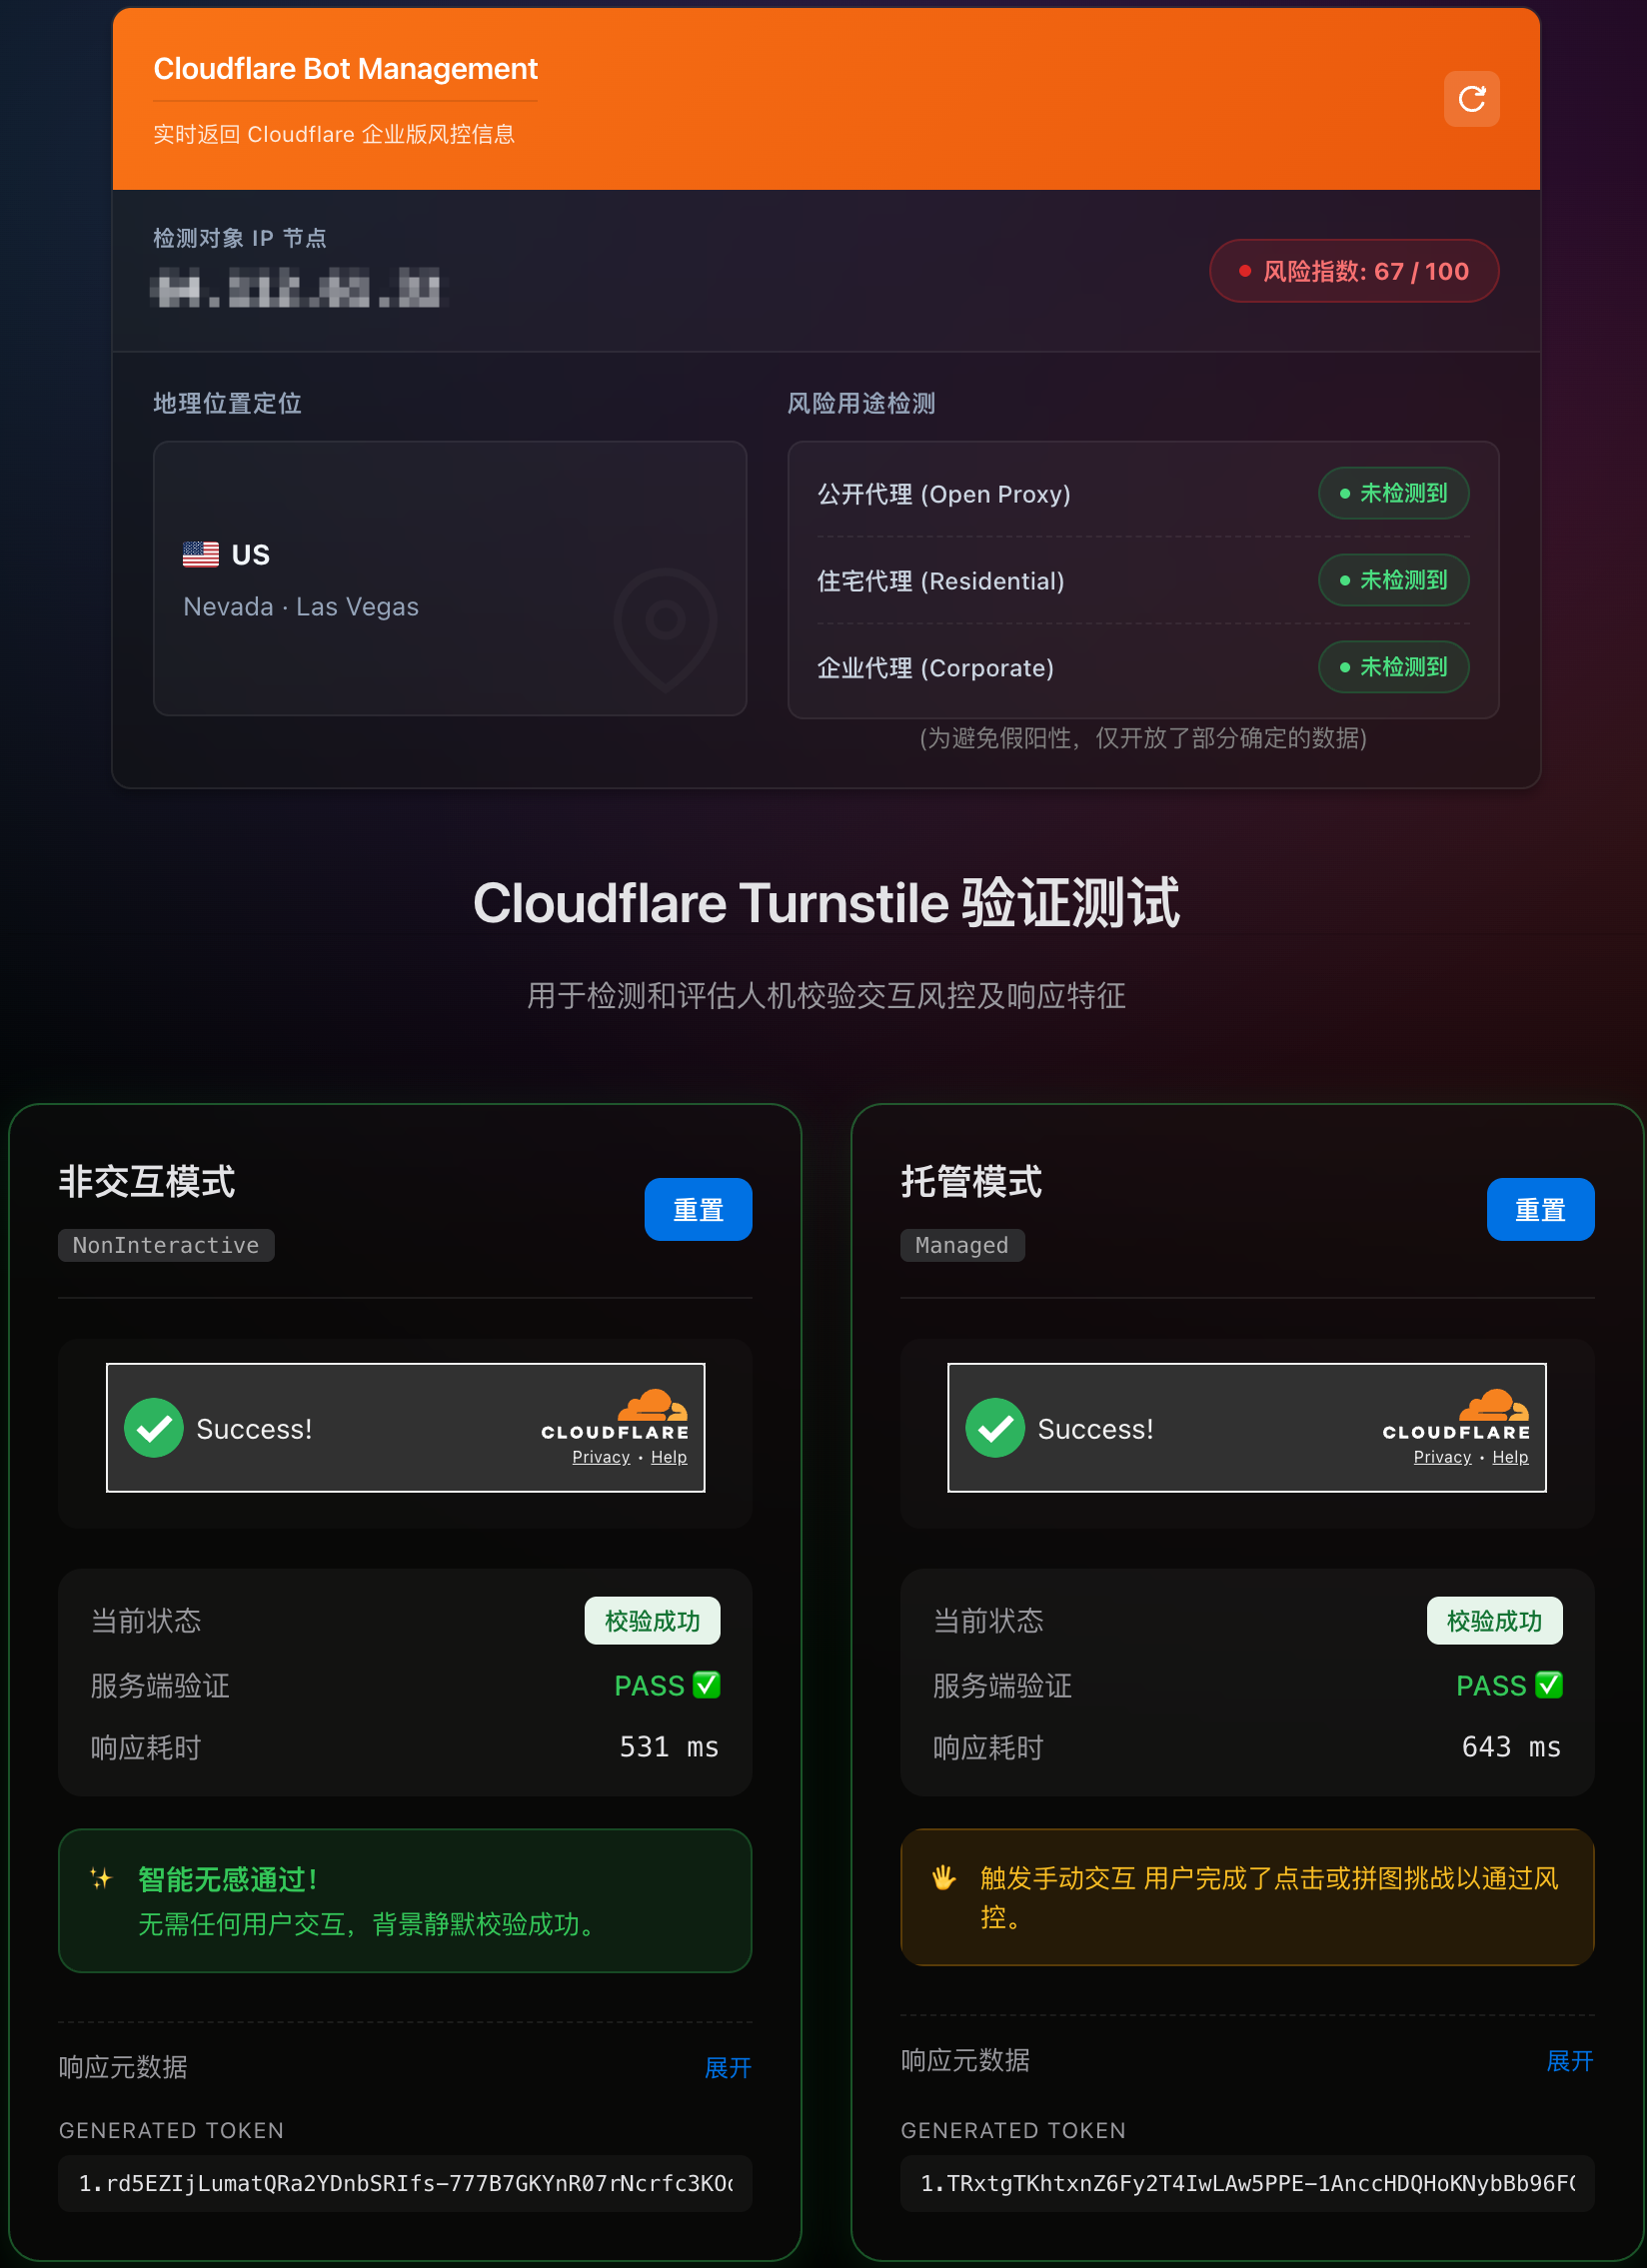 Cloudflare Bot Management
实时返回 Cloudflare 企业版风控信息
检测对象 IP 节点
风险指数: 67 / 100
地理位置定位
US
Nevada · Las Vegas
风险用途检测
公开代理 (Open Proxy)
未检测到
住宅代理 (Residential)
未检测到
企业代理 (Corporate)
未检测到
(为避免假阳性，仅开放了部分确定的数据)
Cloudflare Turnstile 验证测试
用于检测和评估人机校验交互风控及响应特征
非交互模式
NonInteractive
重置
Success!
CLOUDFLARE
Privacy • Help
当前状态
校验成功
服务端验证
PASS ✅
响应耗时
531 ms
✨ 智能无感通过！
无需任何用户交互，背景静默校验成功。
响应元数据
展开
GENERATED TOKEN
1.rd5EZIjLumatQRa2YDnbSRIfs-777B7GKYnR07rNcrfc3KO
托管模式
Managed
重置
Success!
CLOUDFLARE
Privacy • Help
当前状态
校验成功
服务端验证
PASS ✅
响应耗时
643 ms
🖐 触发手动交互 用户完成了点击或拼图挑战以通过风
控。
响应元数据
展开
GENERATED TOKEN
1.TRxtgTKhtxnZ6Fy2T4IwLAw5PPE-1AnccHDQHoKNybBb96F